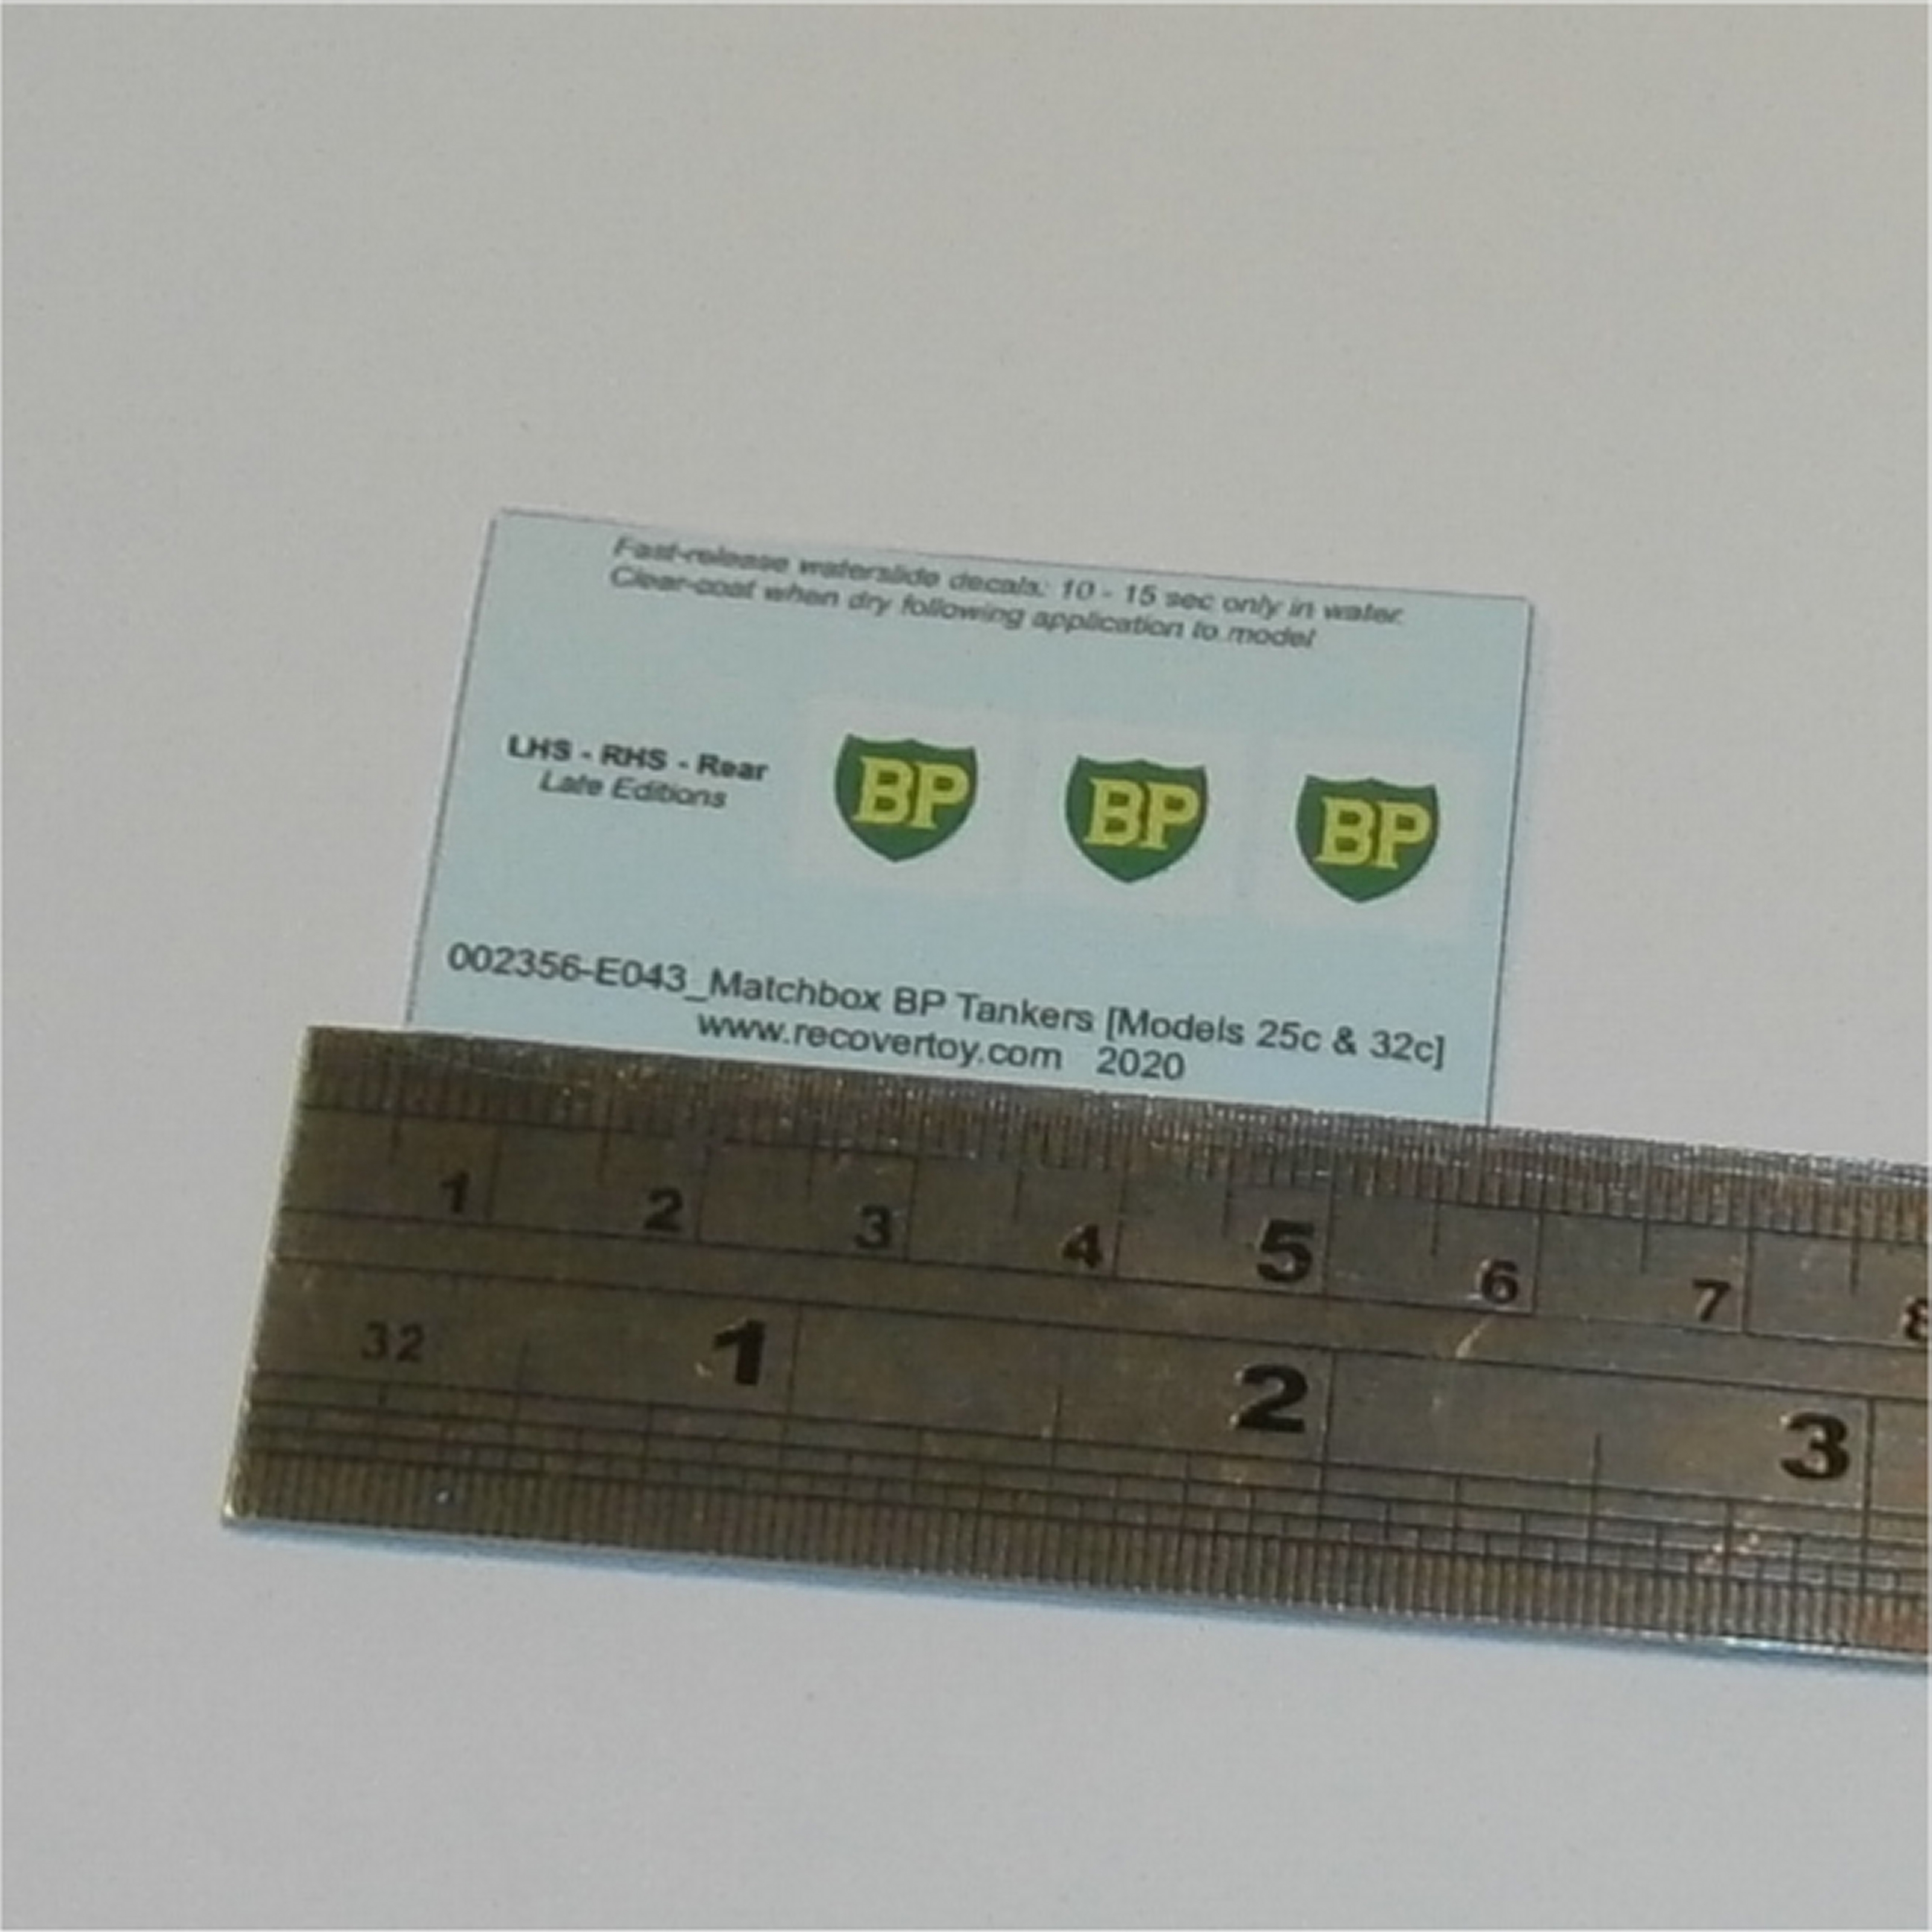 Fast-release waterslide decals: 10 - 15 sec only in water.
Clear-coat when dry following application to model
LHS - RHS - Rear
Late Editions
BP BP BP
002356-E043_Matchbox BP Tankers [Models 25c & 32c]
www.recovertoy.com 2020
1 2 3 4 5 6 7 8
32 1 2 3